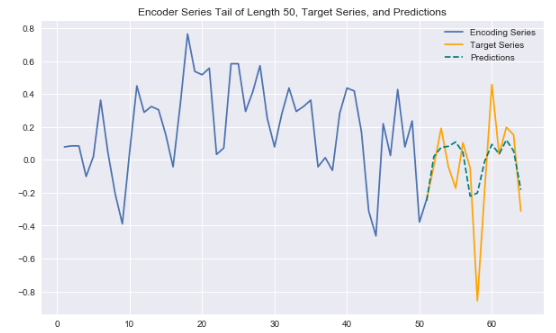 Encoder Series Tail of Length 50, Target Series, and Predictions
Encoding Series
Target Series
Predictions
0.8
0.6
0.4
0.2
0.0
−0.2
−0.4
−0.6
−0.8
0 10 20 30 40 50 60